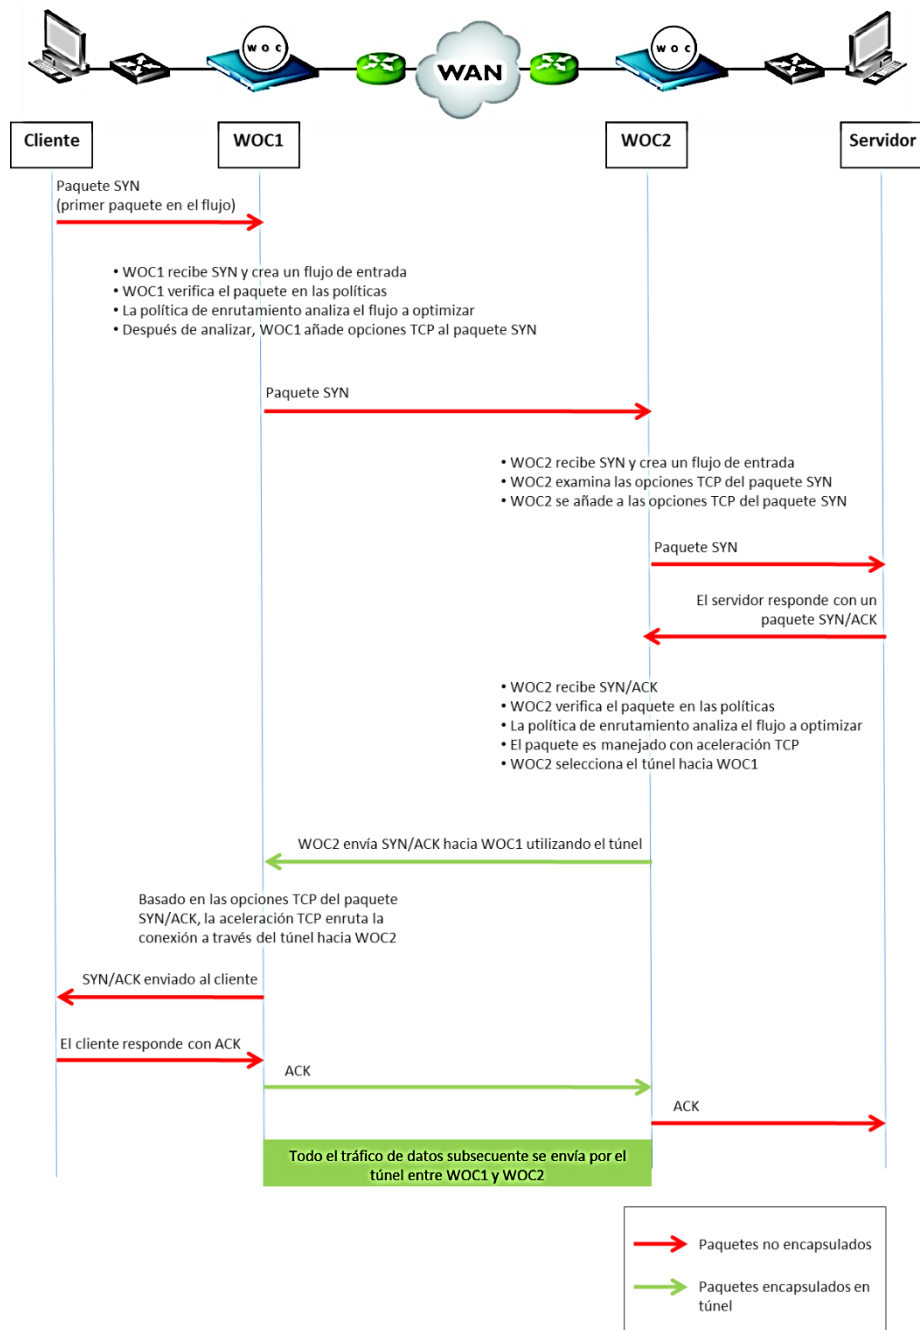 W O C
WAN
W O C
Cliente
WOC1
WOC2
Servidor
Paquete SYN
(primer paquete en el flujo)
• WOC1 recibe SYN y crea un flujo de entrada
• WOC1 verifica el paquete en las políticas
• La política de enrutamiento analiza el flujo a optimizar
• Después de analizar, WOC1 añade opciones TCP al paquete SYN
Paquete SYN
• WOC2 recibe SYN y crea un flujo de entrada
• WOC2 examina las opciones TCP del paquete SYN
• WOC2 se añade a las opciones TCP del paquete SYN
Paquete SYN
El servidor responde con un
paquete SYN/ACK
• WOC2 recibe SYN/ACK
• WOC2 verifica el paquete en las políticas
• La política de enrutamiento analiza el flujo a optimizar
• El paquete es manejado con aceleración TCP
• WOC2 selecciona el túnel hacia WOC1
WOC2 envía SYN/ACK hacia WOC1 utilizando el túnel
Basado en las opciones TCP del paquete
SYN/ACK, la aceleración TCP enruta la
conexión a través del túnel hacia WOC2
SYN/ACK enviado al cliente
El cliente responde con ACK
ACK
ACK
Todo el tráfico de datos subsecuente se envía por el
túnel entre WOC1 y WOC2
Paquetes no encapsulados
Paquetes encapsulados en
túnel